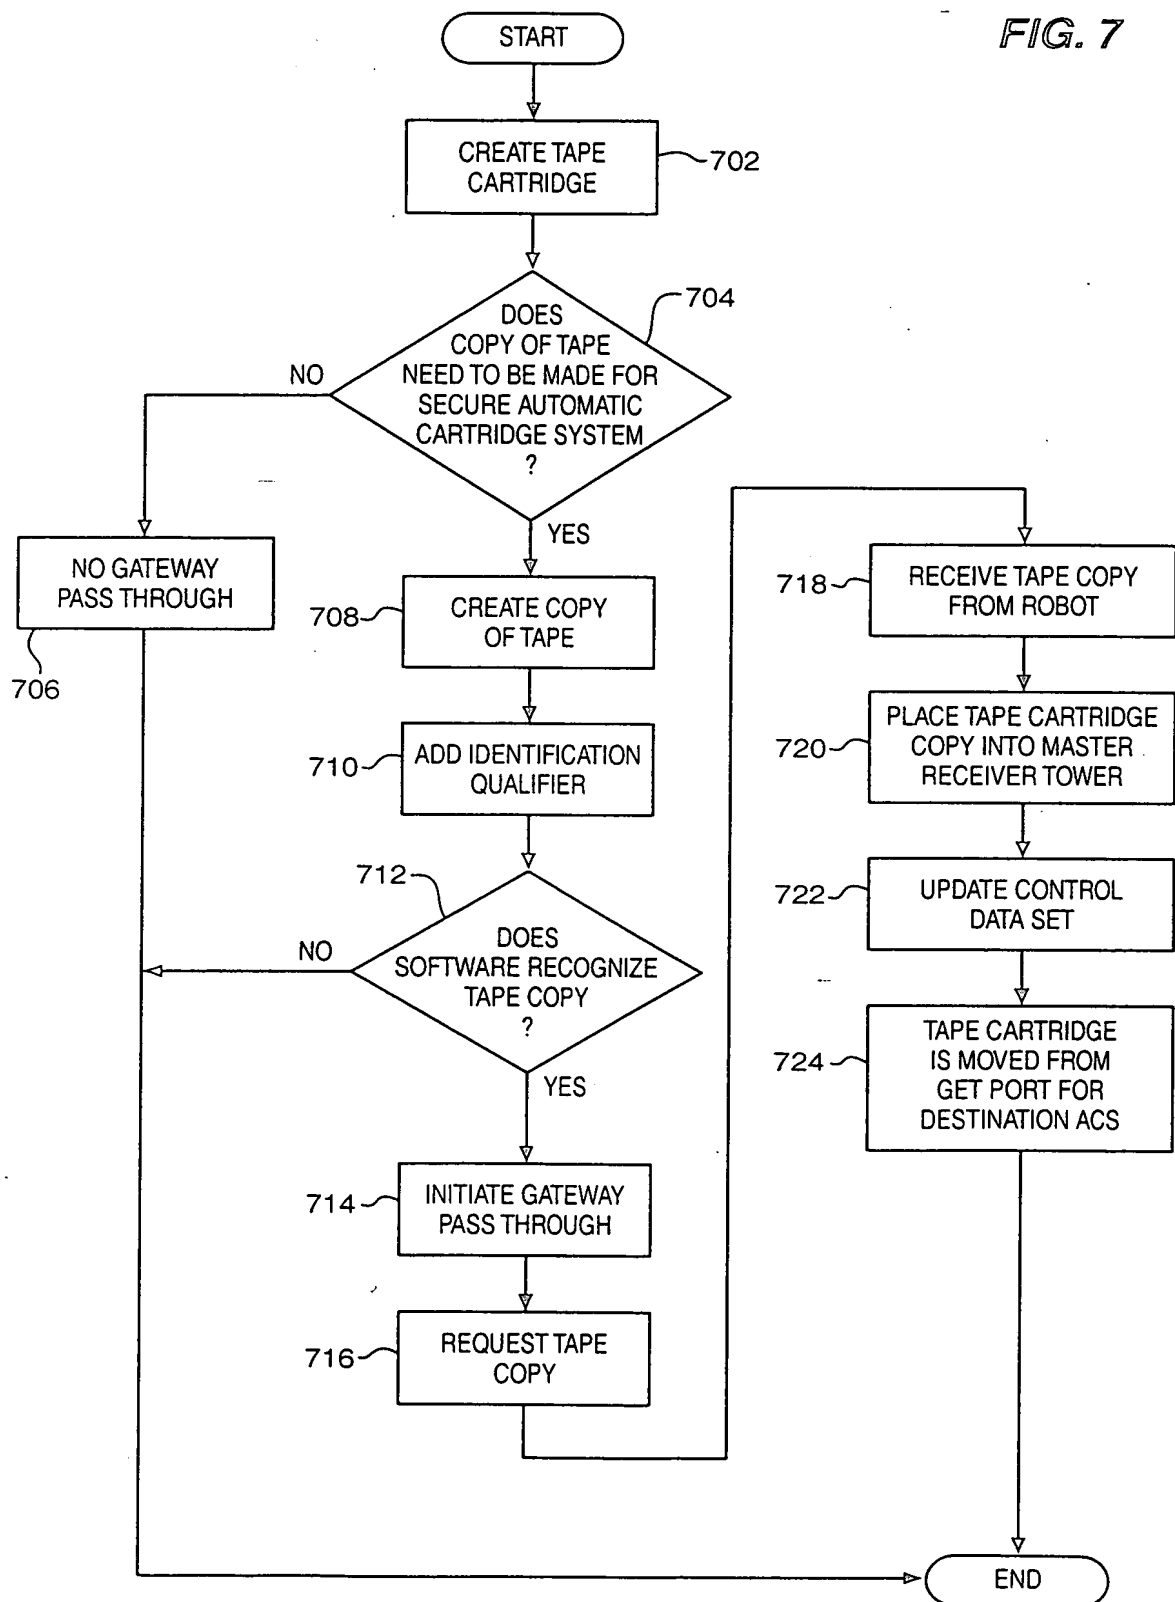 FIG. 7
START
CREATE TAPE
CARTRIDGE
702
DOES
COPY OF TAPE
NEED TO BE MADE FOR
SECURE AUTOMATIC
CARTRIDGE SYSTEM
?
704
NO
YES
NO GATEWAY
PASS THROUGH
706
CREATE COPY
OF TAPE
708
ADD IDENTIFICATION
QUALIFIER
710
DOES
SOFTWARE RECOGNIZE
TAPE COPY
?
712
NO
YES
INITIATE GATEWAY
PASS THROUGH
714
REQUEST TAPE
COPY
716
RECEIVE TAPE COPY
FROM ROBOT
718
PLACE TAPE CARTRIDGE
COPY INTO MASTER
RECEIVER TOWER
720
UPDATE CONTROL
DATA SET
722
TAPE CARTRIDGE
IS MOVED FROM
GET PORT FOR
DESTINATION ACS
724
END